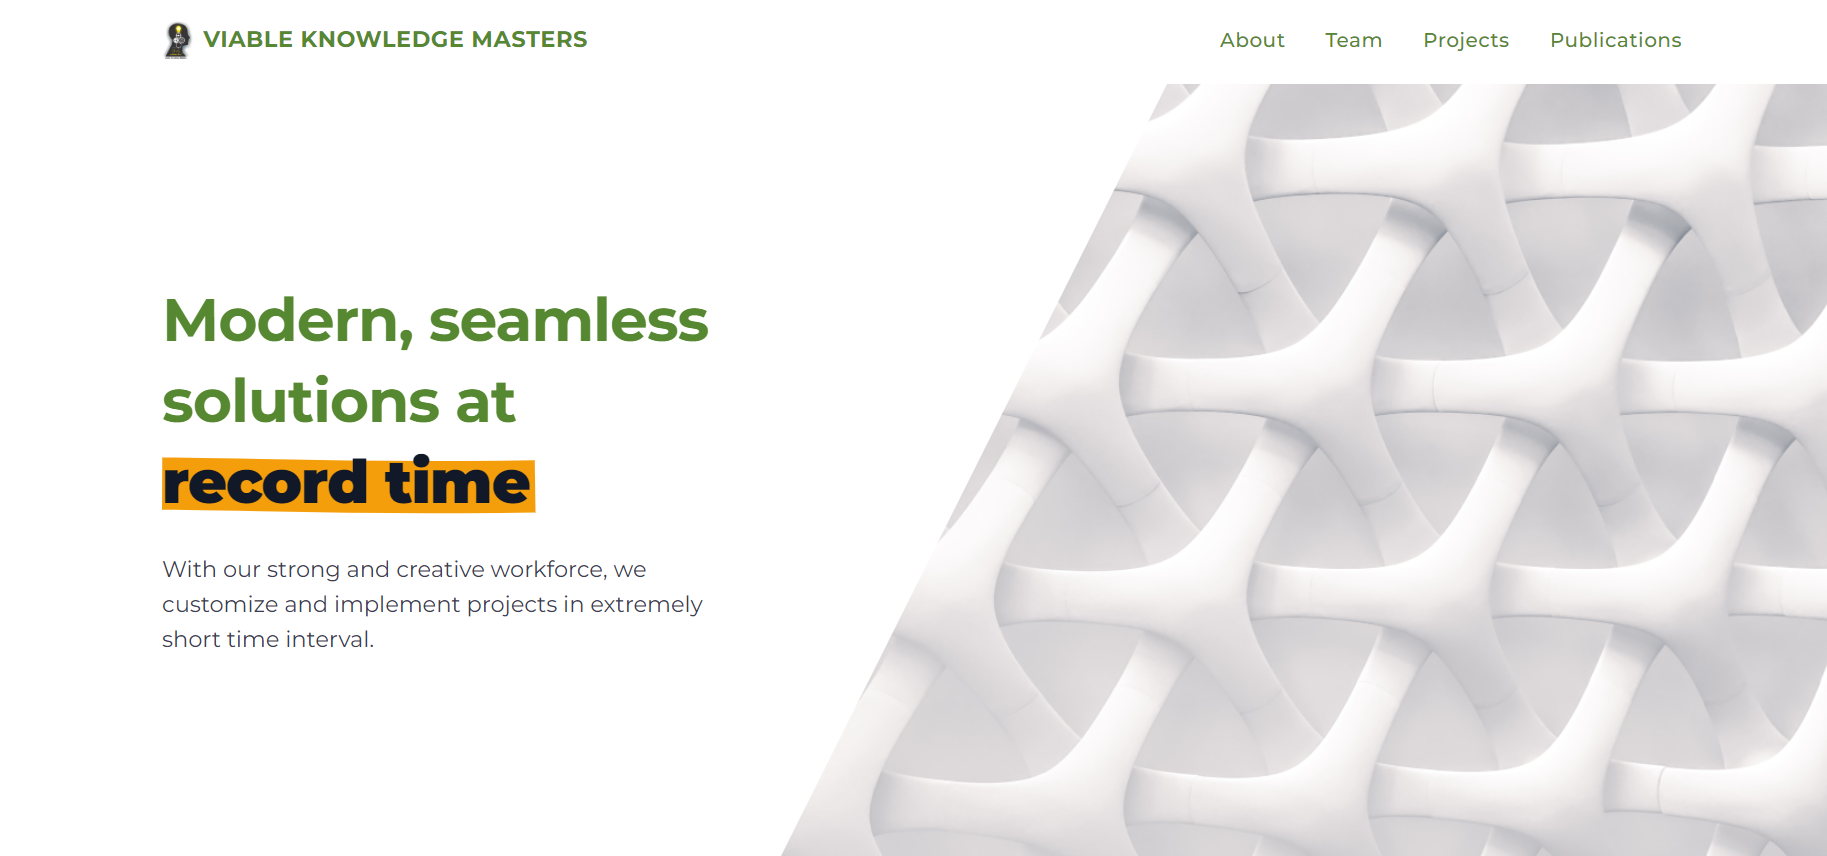 VIABLE KNOWLEDGE MASTERS
About
Team
Projects
Publications
Modern, seamless
solutions at
record time
With our strong and creative workforce, we
customize and implement projects in extremely
short time interval.